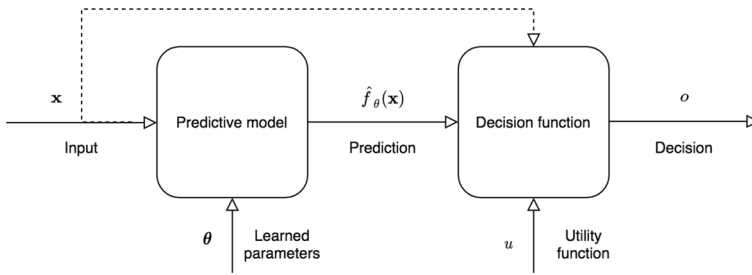 𝐱
Input
Predictive model
f̂_θ(𝐱)
Prediction
Decision function
o
Decision
θ
Learned
parameters
u
Utility
function